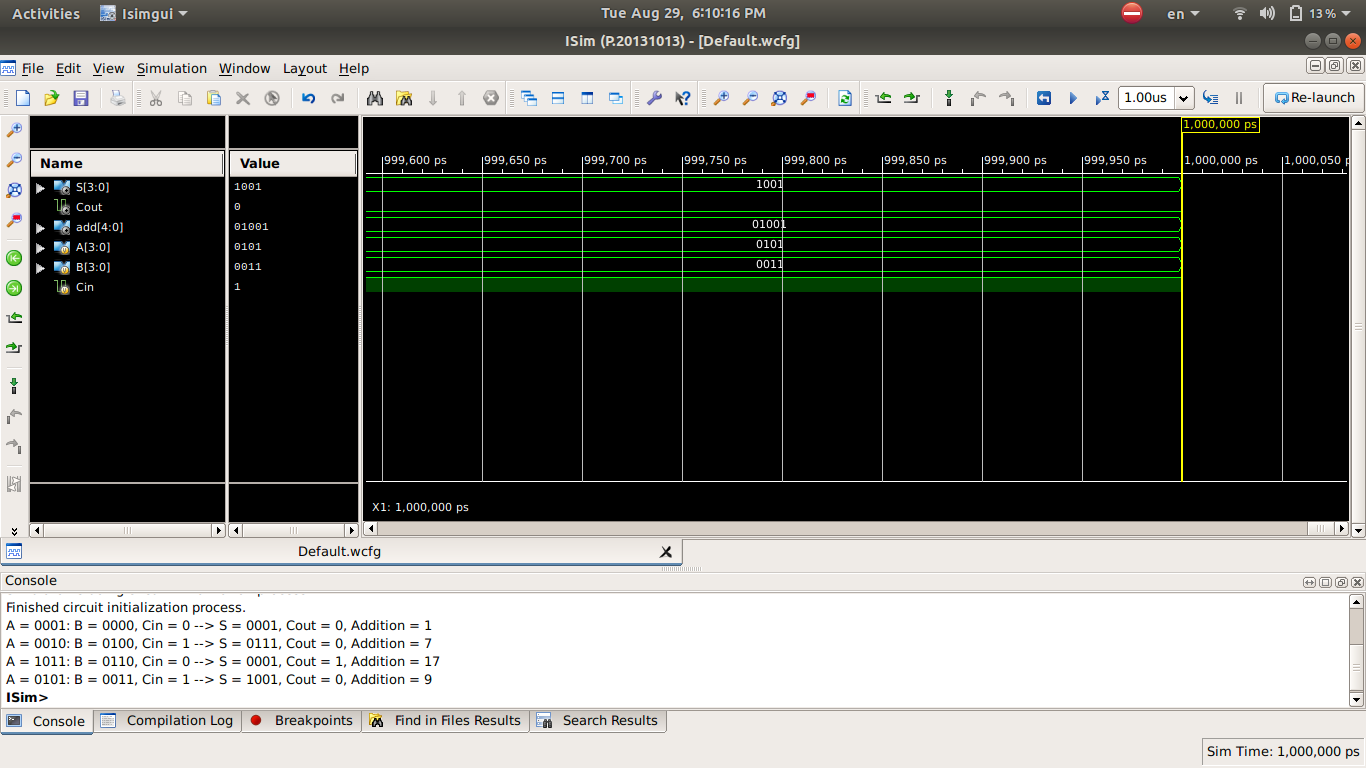 Activities Isimgui Tue Aug 29, 6:10:16 PM en 13 %
ISim (P.20131013) - [Default.wcfg]
File Edit View Simulation Window Layout Help
1.00us Re-launch
1,000,000 ps
Name Value 999,600 ps 999,650 ps 999,700 ps 999,750 ps 999,800 ps 999,850 ps 999,900 ps 999,950 ps 1,000,000 ps 1,000,050 p
S[3:0] 1001 1001
Cout 0
add[4:0] 01001 01001
A[3:0] 0101 0101
B[3:0] 0011 0011
Cin 1
X1: 1,000,000 ps
Default.wcfg
Console
Finished circuit initialization process.
A = 0001: B = 0000, Cin = 0 --> S = 0001, Cout = 0, Addition = 1
A = 0010: B = 0100, Cin = 1 --> S = 0111, Cout = 0, Addition = 7
A = 1011: B = 0110, Cin = 0 --> S = 0001, Cout = 1, Addition = 17
A = 0101: B = 0011, Cin = 1 --> S = 1001, Cout = 0, Addition = 9
ISim>
Console Compilation Log Breakpoints Find in Files Results Search Results
Sim Time: 1,000,000 ps